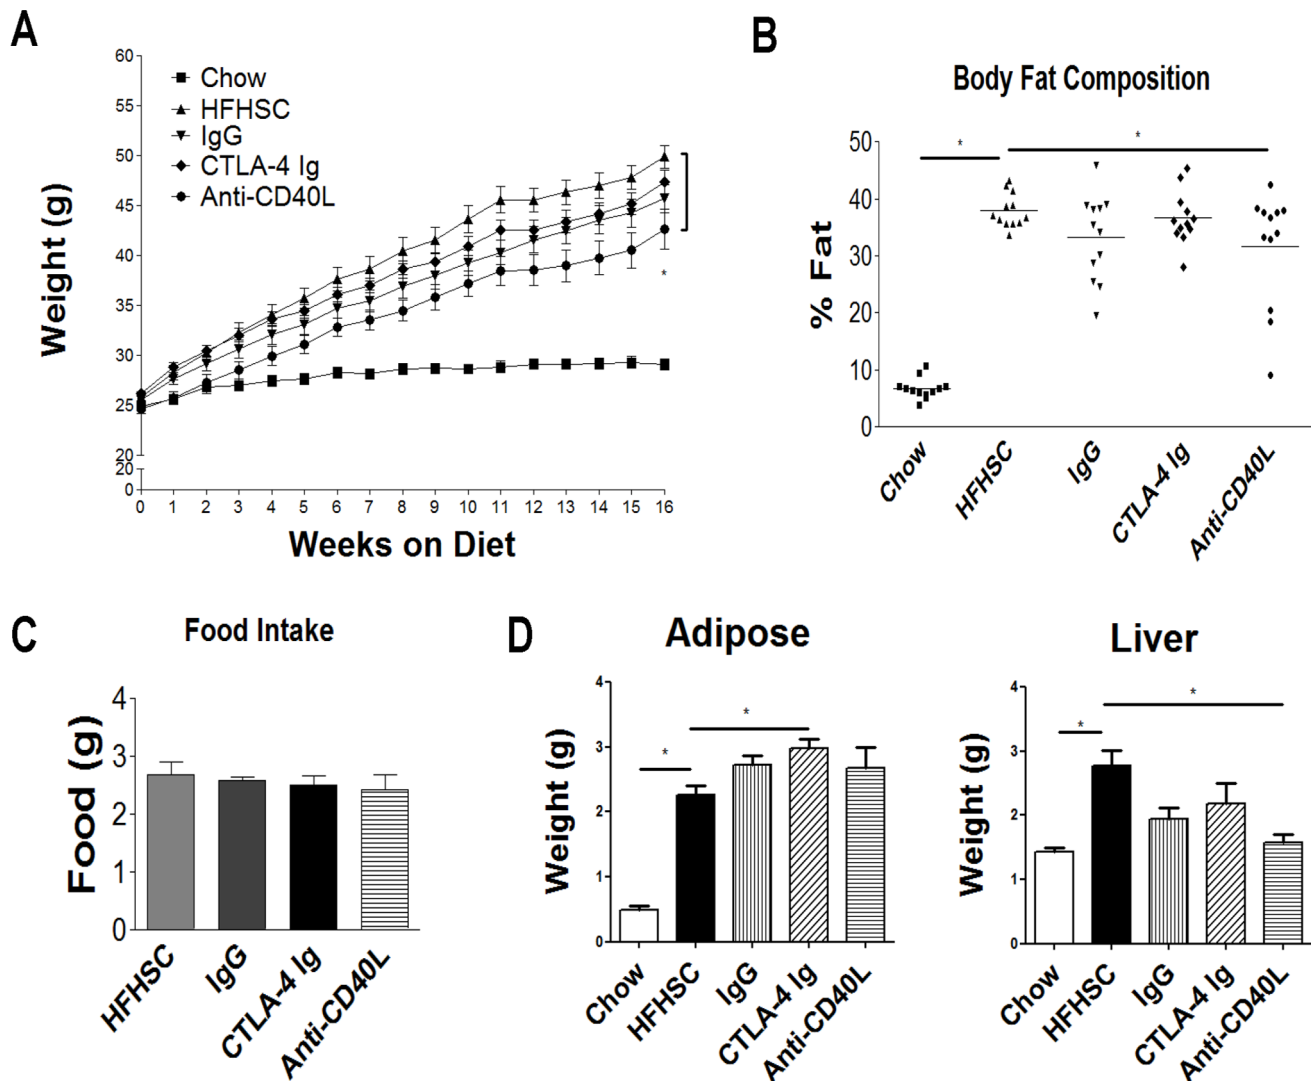 A
60
55
50
45
40
35
30
25
20
20
0
Weight (g)
Chow
HFHSC
IgG
CTLA-4 Ig
Anti-CD40L
*
0 1 2 3 4 5 6 7 8 9 10 11 12 13 14 15 16
Weeks on Diet
B
Body Fat Composition
50
40
30
20
10
0
% Fat
*
*
Chow
HFHSC
IgG
CTLA-4 Ig
Anti-CD40L
C
Food Intake
4
3
2
1
0
Food (g)
HFHSC
IgG
CTLA-4 Ig
Anti-CD40L
D
Adipose
4
3
2
1
0
Weight (g)
*
*
Chow
HFHSC
IgG
CTLA-4 Ig
Anti-CD40L
Liver
4
3
2
1
0
Weight (g)
*
*
Chow
HFHSC
IgG
CTLA-4 Ig
Anti-CD40L